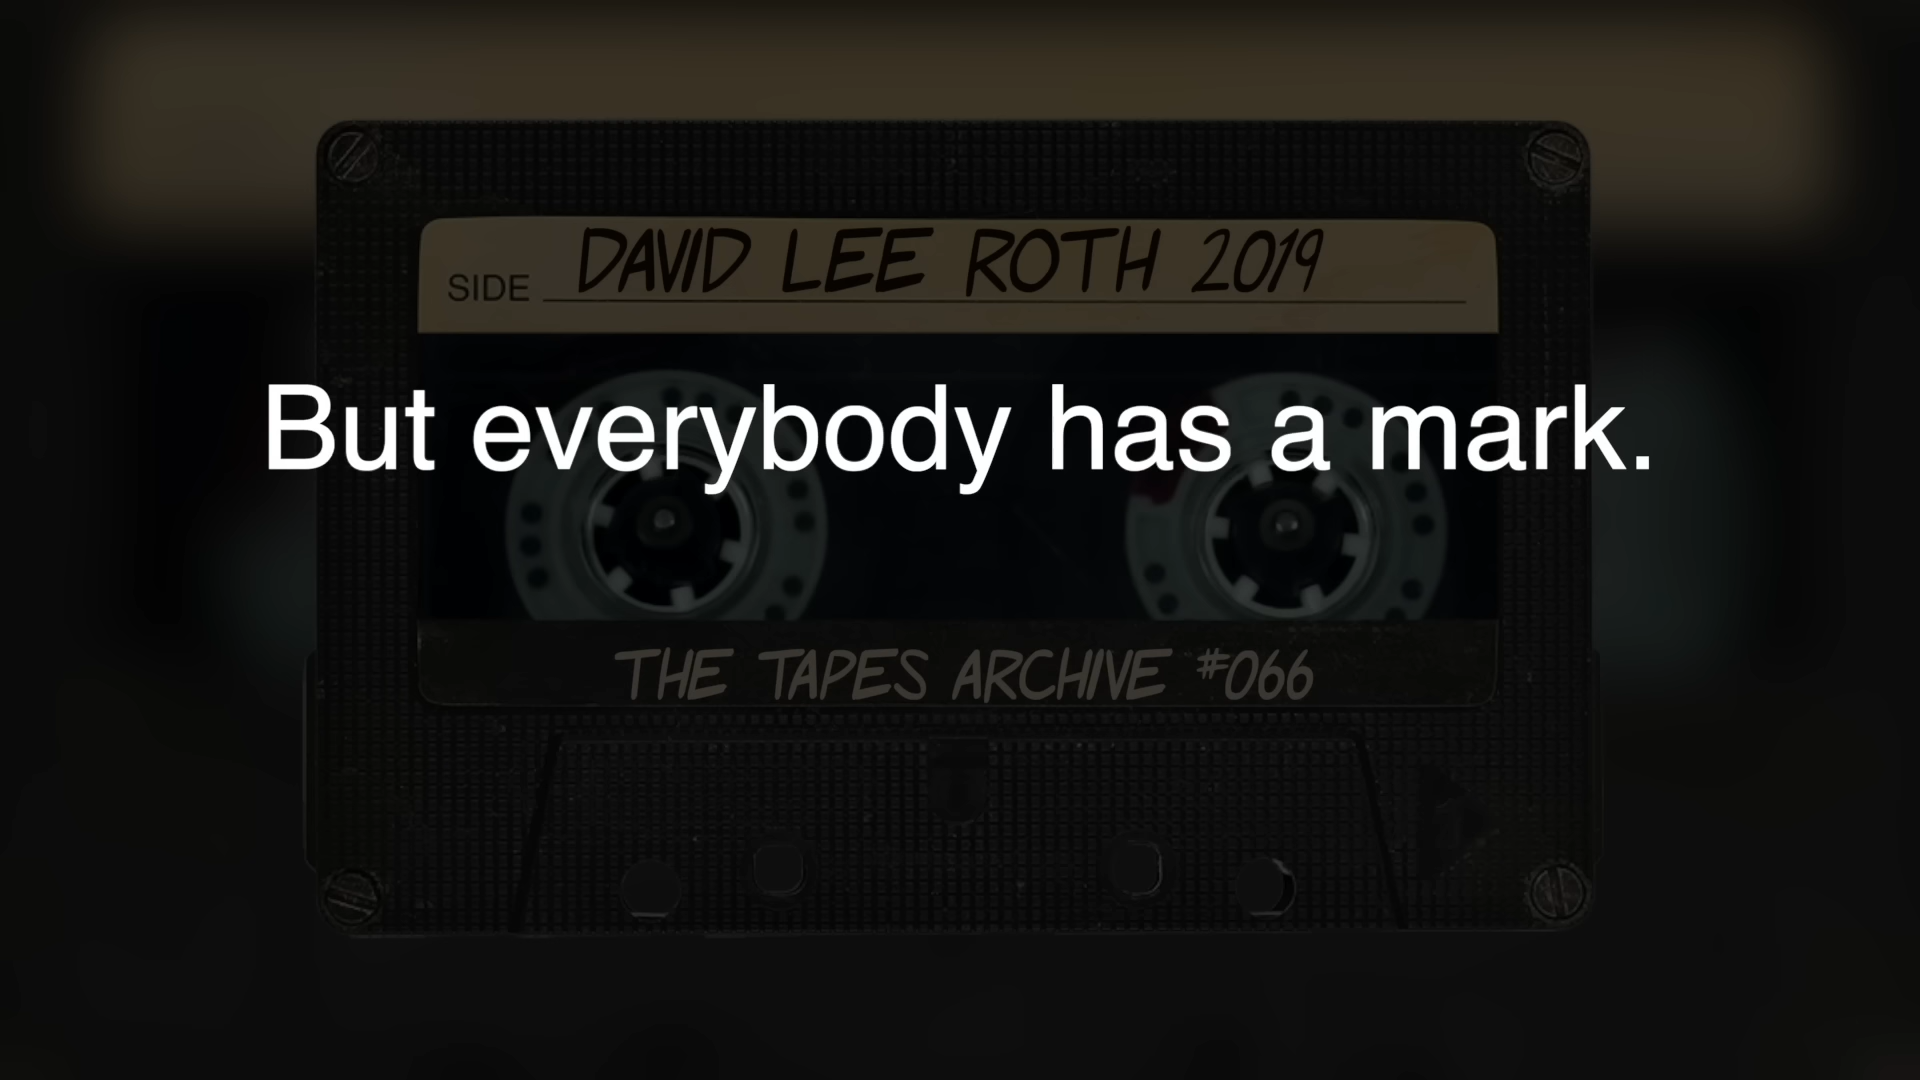 DAVID LEE ROTH 2019
SIDE
But everybody has a mark.
THE TAPES ARCHIVE #066